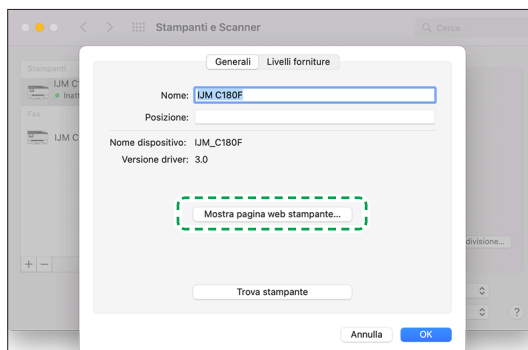 Stampanti e Scanner
Cerca
Generali
Livelli forniture
Stampanti
IJM C
Inatt
Nome: IJM C180F
Posizione:
Fax
IJM C
Nome dispositivo: IJM_C180F
Versione driver: 3.0
Mostra pagina web stampante...
divisione...
+ −
Trova stampante
?
Annulla
OK